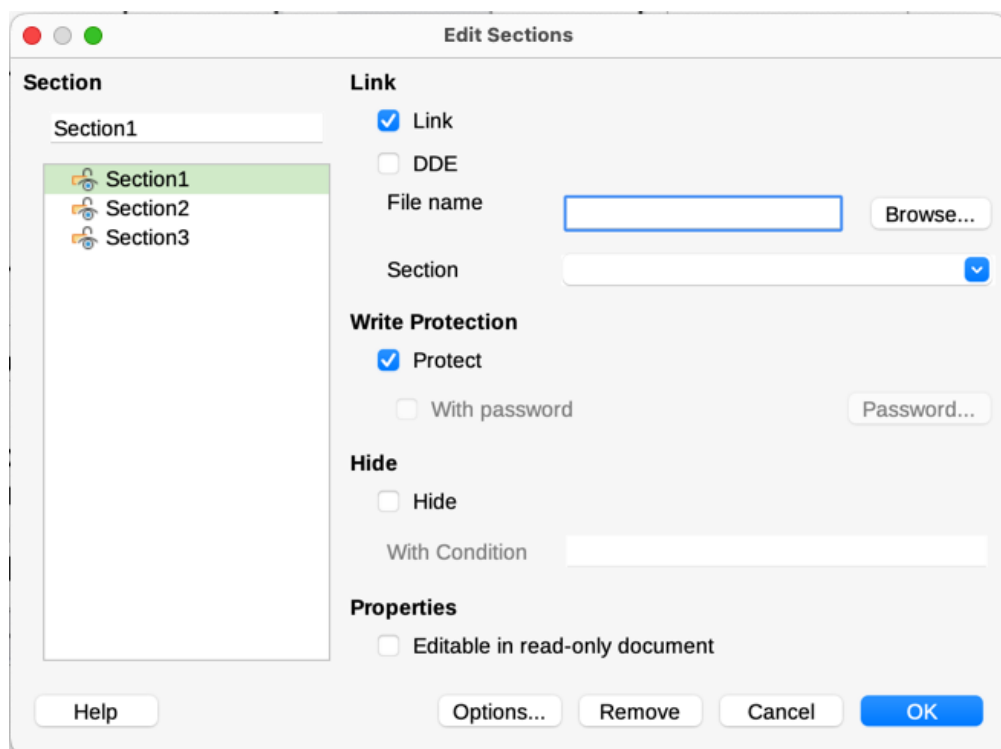 Edit Sections
Section
Section1
Section1
Section2
Section3
Link
Link
DDE
File name
Browse...
Section
Write Protection
Protect
With password
Password...
Hide
Hide
With Condition
Properties
Editable in read-only document
Help
Options...
Remove
Cancel
OK